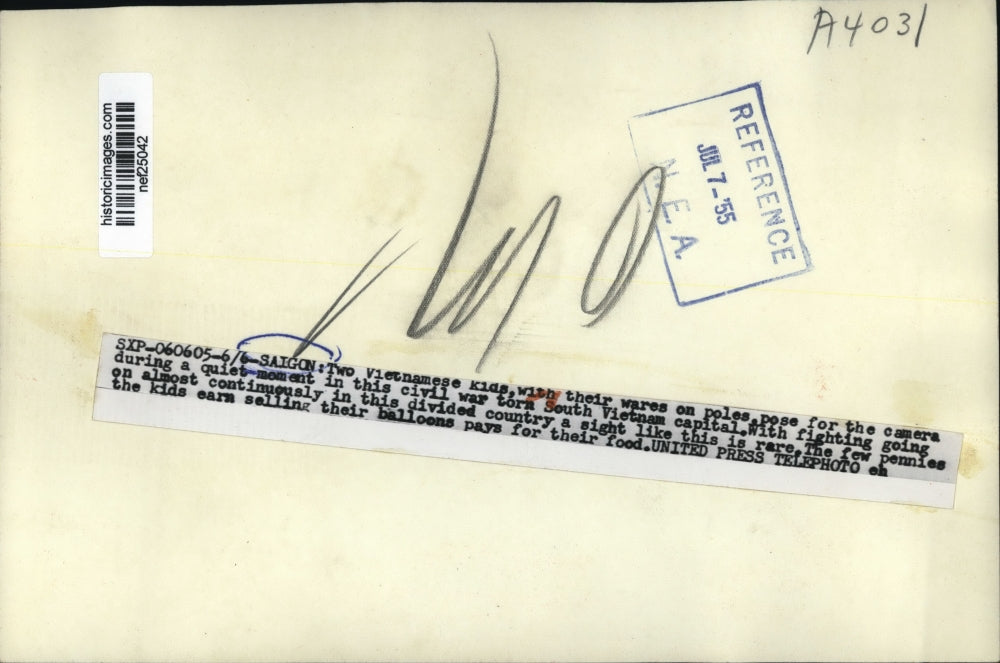 A4031
historicimages.com
nef25042
REFERENCE
JUL 7-'55
N.E.A.
SXP-060605-6/6-SAIGON:Two Vietnamese kids,with their wares on poles,pose for the camera
during a quiet moment in this civil war torn South Vietnam capital.With fighting going
on almost continuously in this divided country a sight like this is rare.The few pennies
the kids earn selling their balloons pays for their food.UNITED PRESS TELEPHOTO eh